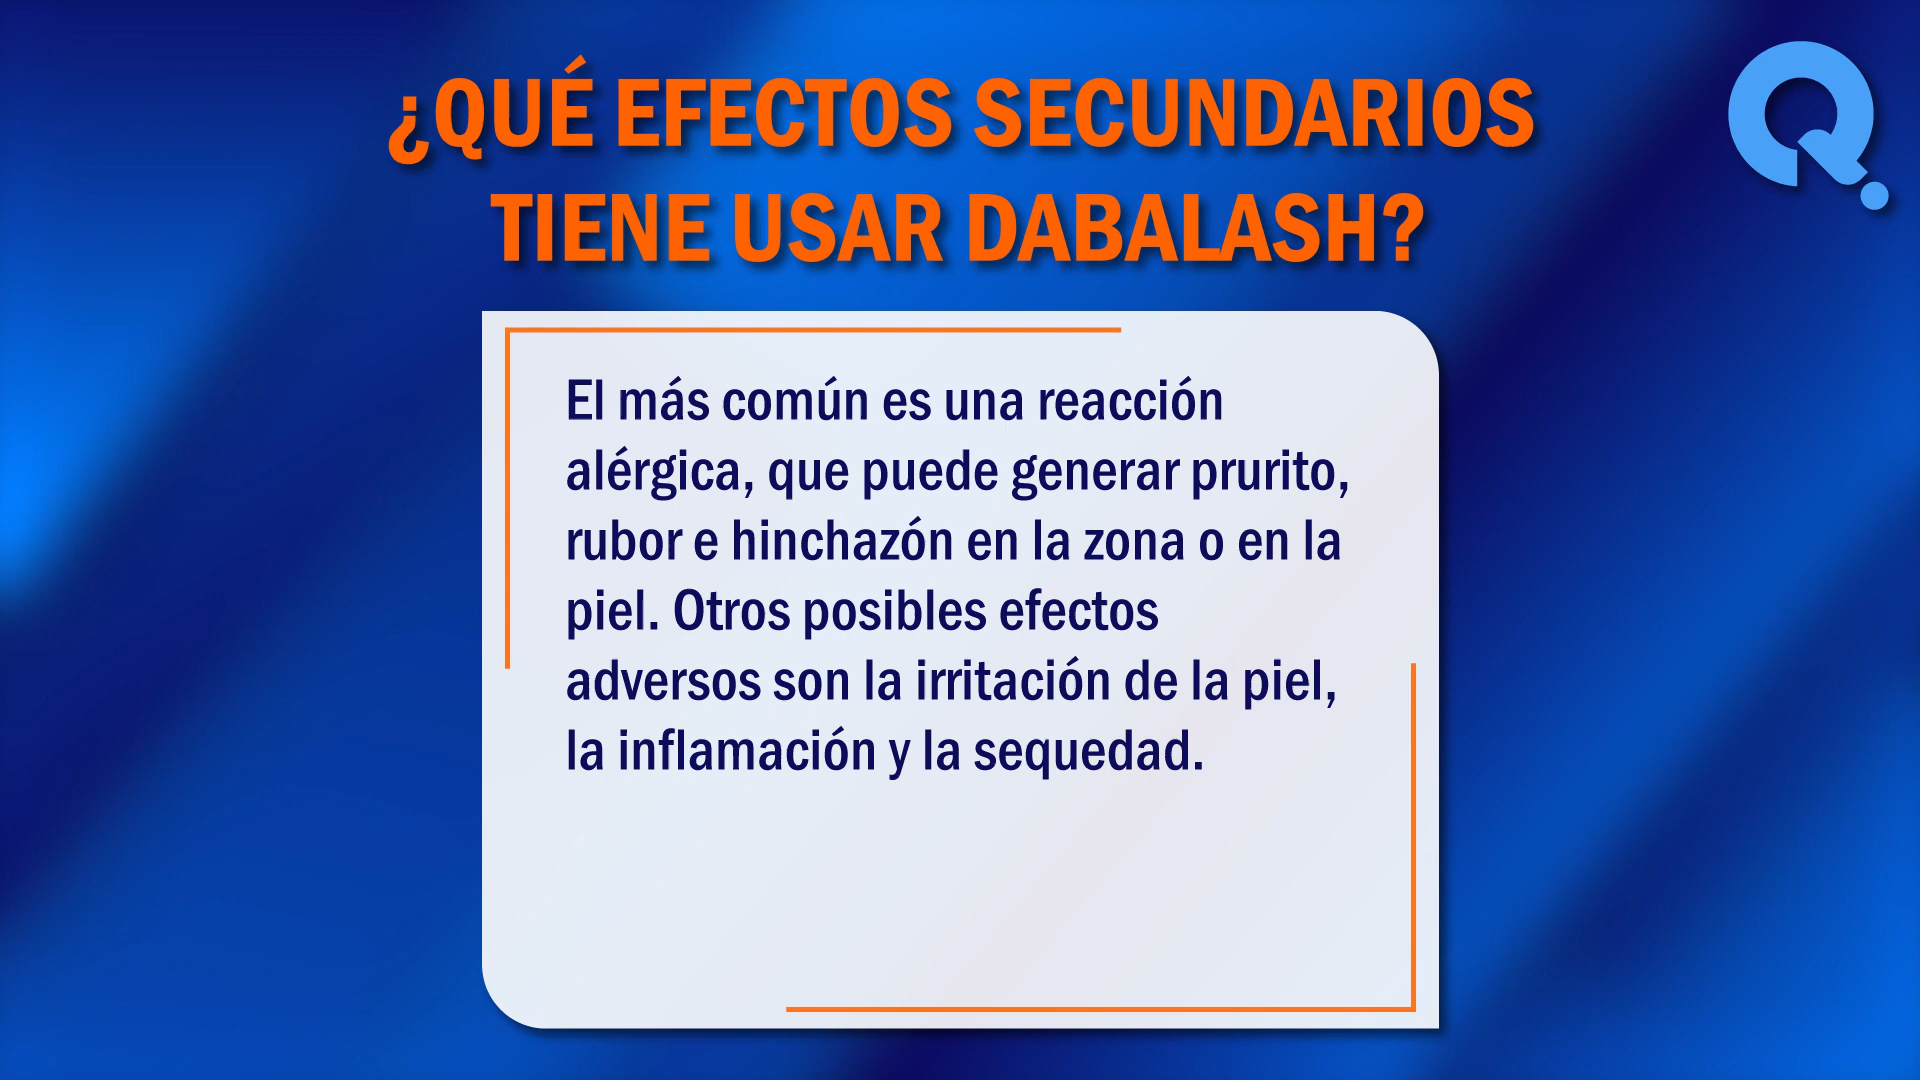 ¿QUÉ EFECTOS SECUNDARIOS
TIENE USAR DABALASH?
El más común es una reacción
alérgica, que puede generar prurito,
rubor e hinchazón en la zona o en la
piel. Otros posibles efectos
adversos son la irritación de la piel,
la inflamación y la sequedad.